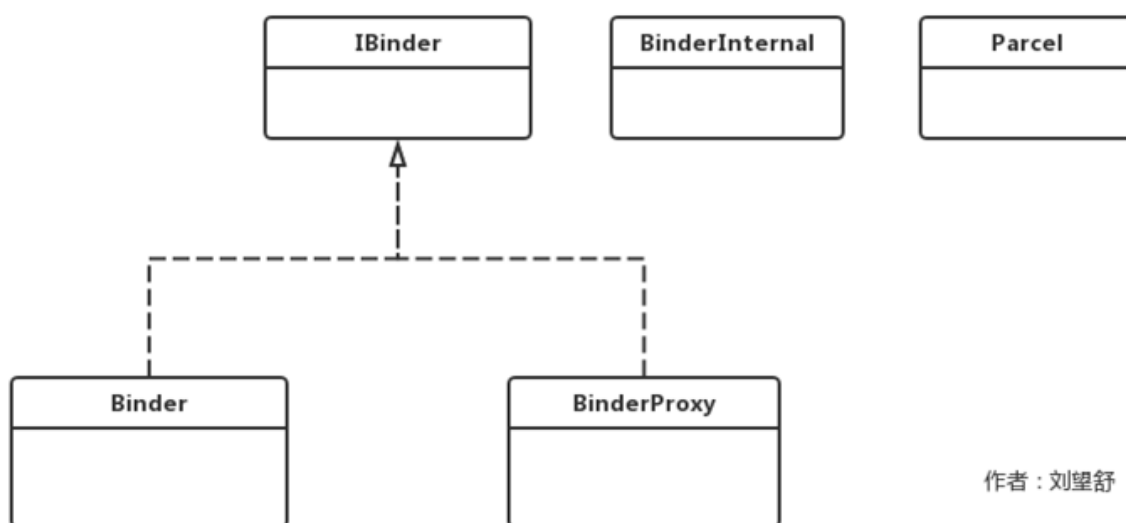 IBinder
BinderInternal
Parcel
Binder
BinderProxy
作者：刘望舒